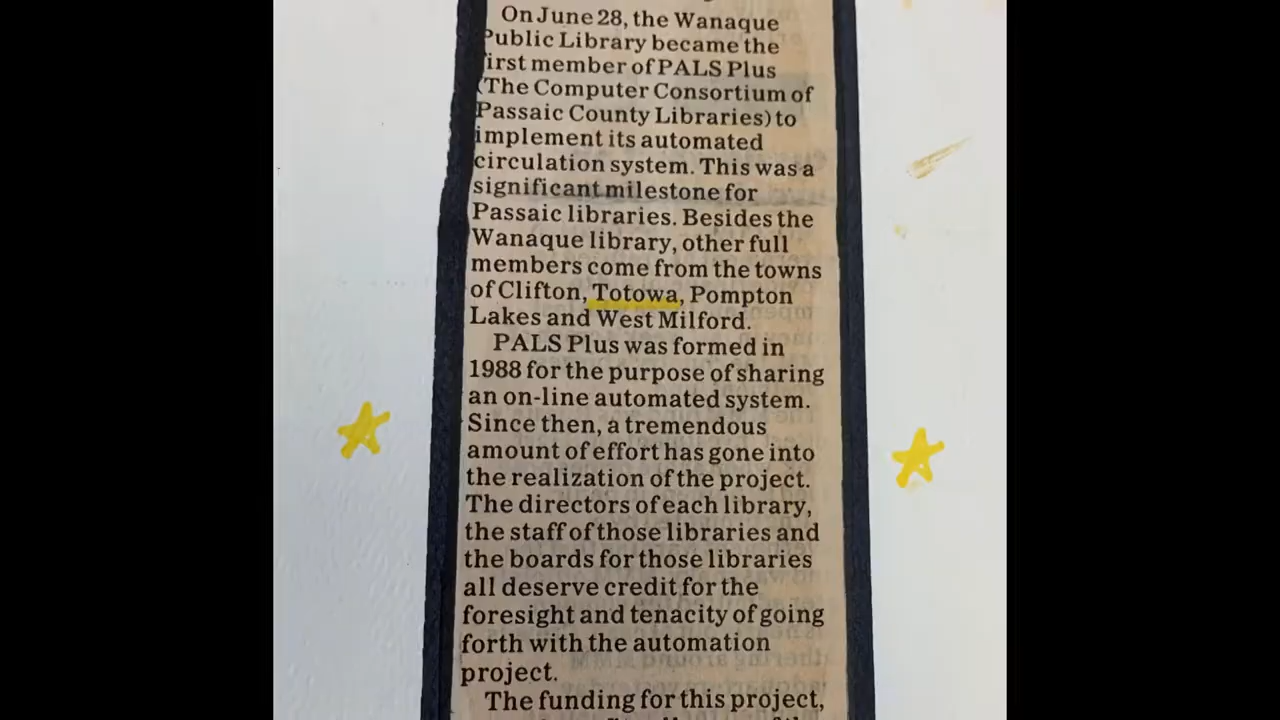 On June 28, the Wanaque
Public Library became the
first member of PALS Plus
(The Computer Consortium of
Passaic County Libraries) to
implement its automated
circulation system. This was a
significant milestone for
Passaic libraries. Besides the
Wanaque library, other full
members come from the towns
of Clifton, Totowa, Pompton
Lakes and West Milford.
PALS Plus was formed in
1988 for the purpose of sharing
an on-line automated system.
Since then, a tremendous
amount of effort has gone into
the realization of the project.
The directors of each library,
the staff of those libraries and
the boards for those libraries
all deserve credit for the
foresight and tenacity of going
forth with the automation
project.
The funding for this project,